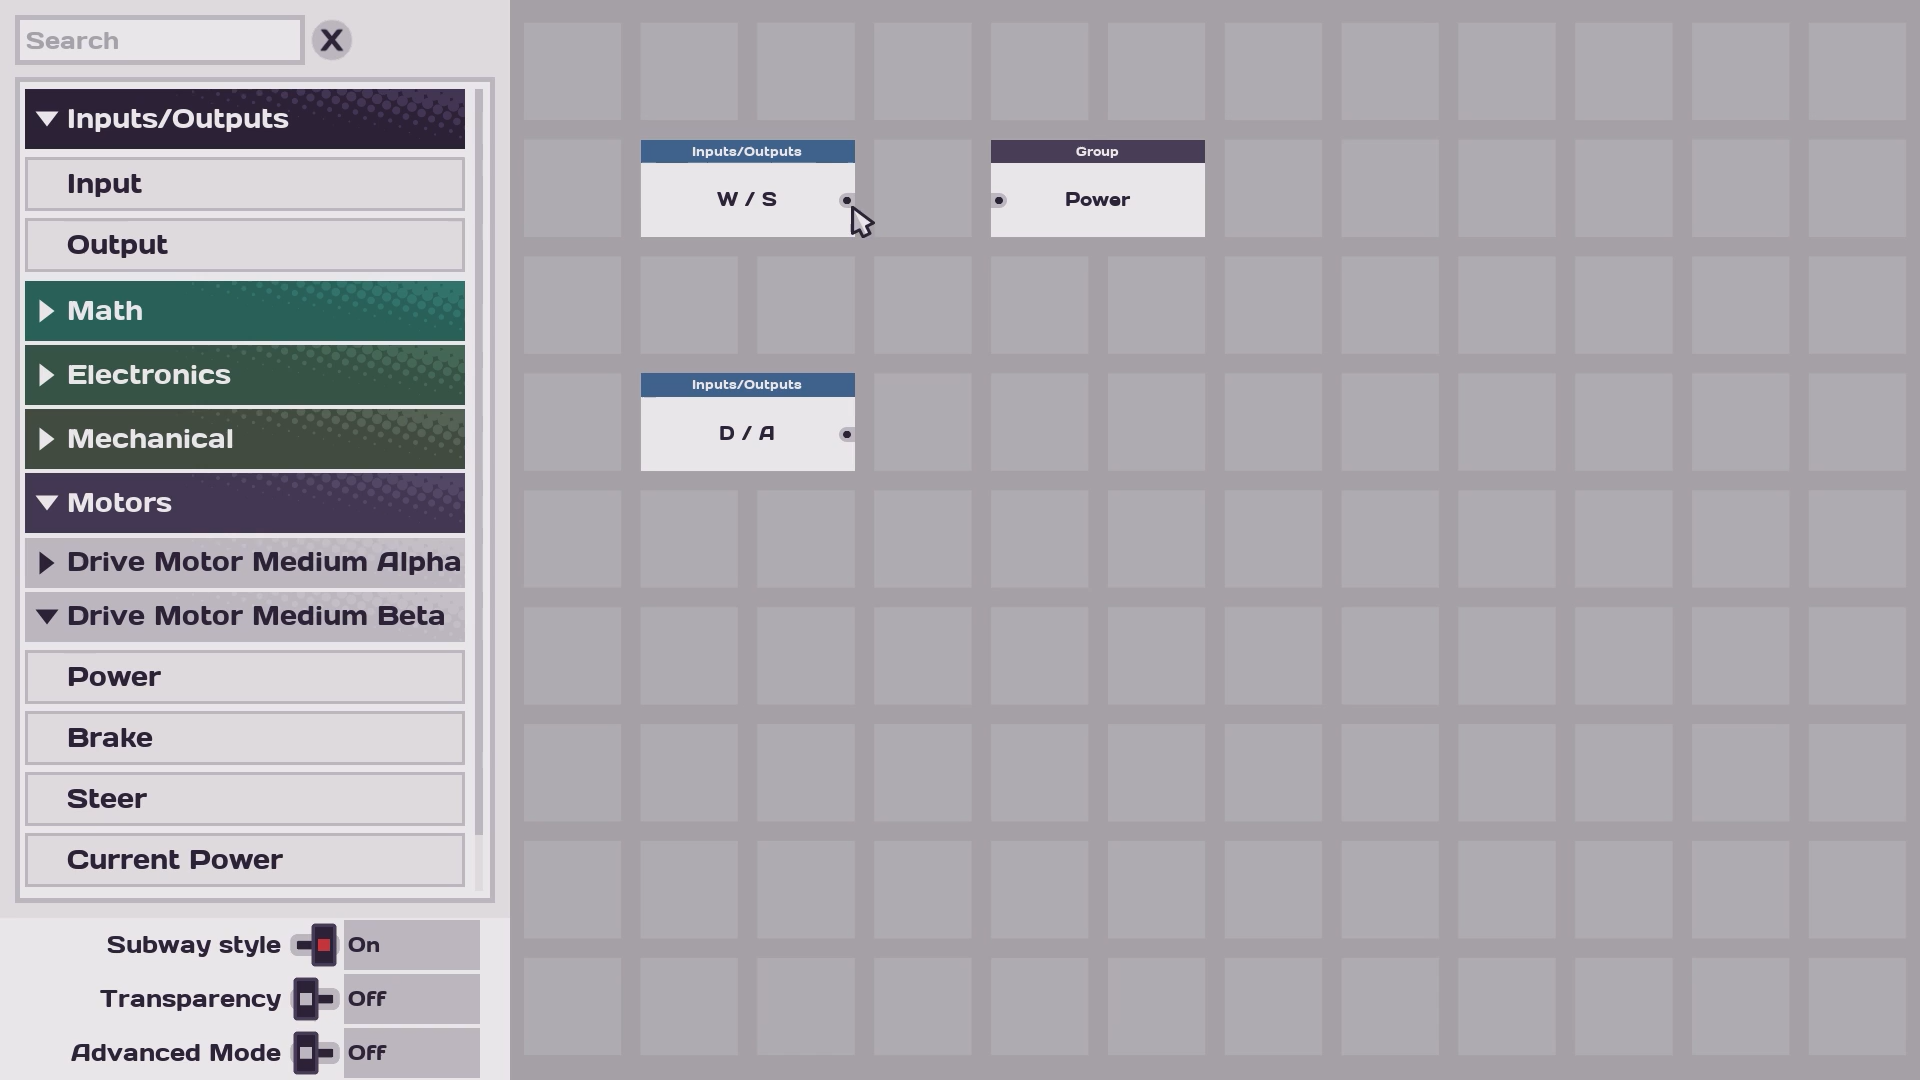 Search
X
Inputs/Outputs
Input
Output
Math
Electronics
Mechanical
Motors
Drive Motor Medium Alpha
Drive Motor Medium Beta
Power
Brake
Steer
Current Power
Subway style On
Transparency Off
Advanced Mode Off
Inputs/Outputs
W / S
Group
Power
Inputs/Outputs
D / A